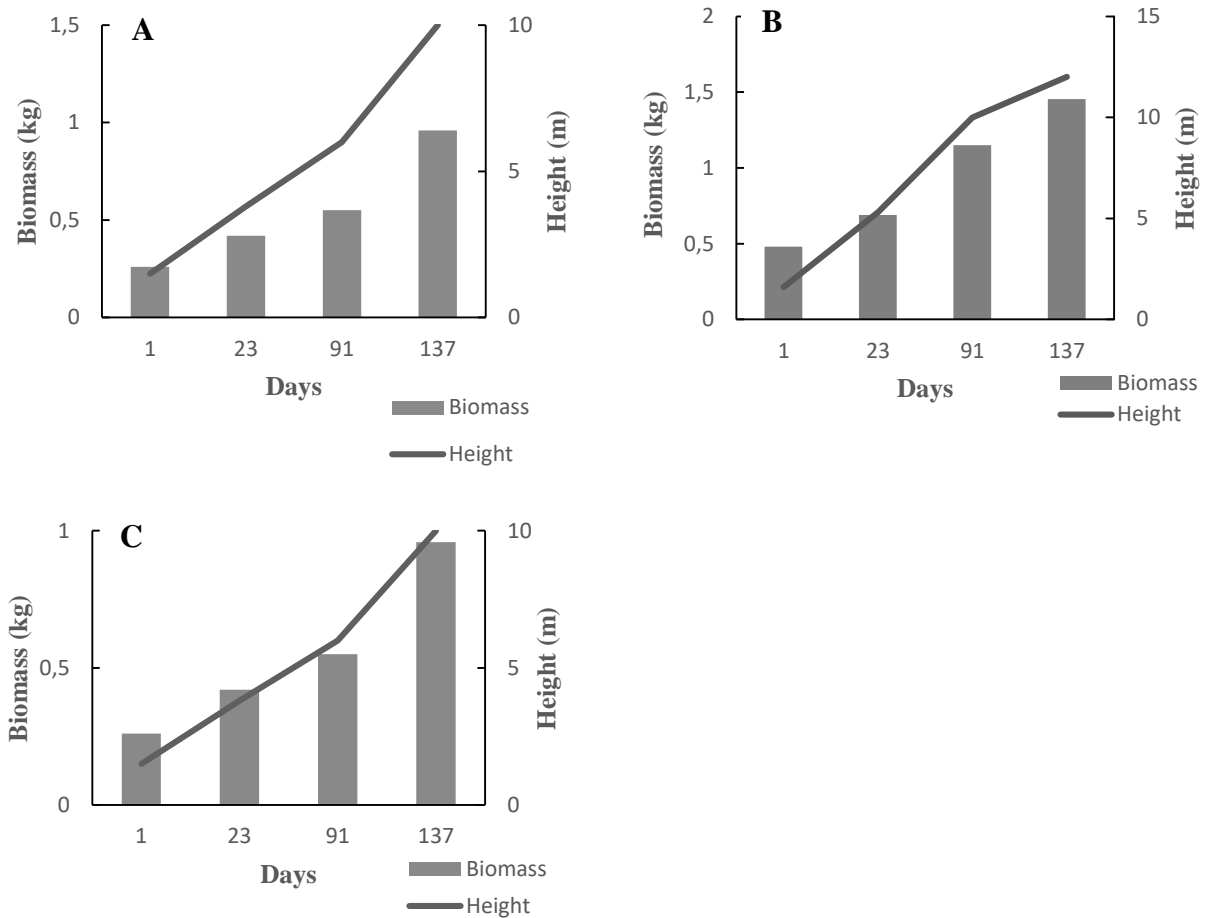 A
1,5
1
0,5
0
10
5
0
Biomass (kg)
Height (m)
1
23
91
137
Days
Biomass
Height
B
2
1,5
1
0,5
0
15
10
5
0
Biomass (kg)
Height (m)
1
23
91
137
Days
Biomass
Height
C
1
0,5
0
10
5
0
Biomass (kg)
Height (m)
1
23
91
137
Days
Biomass
Height